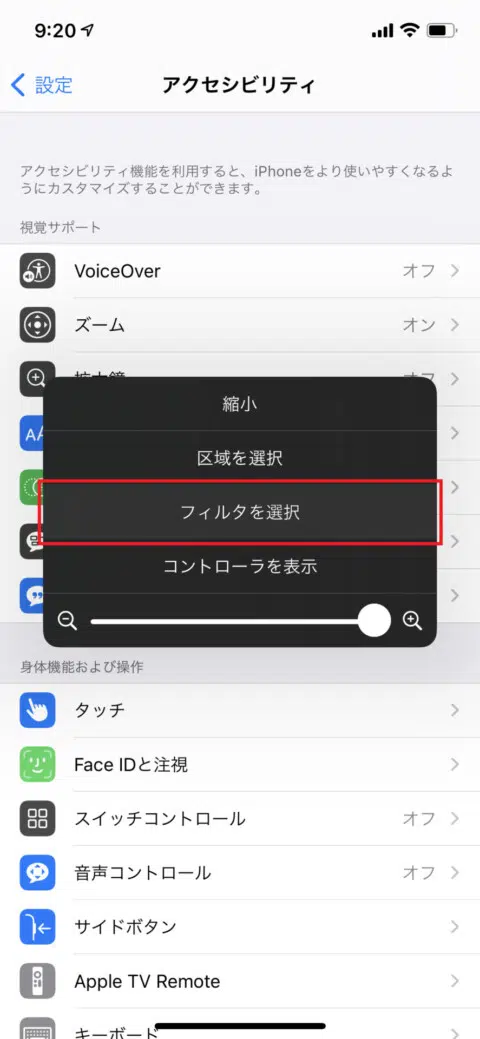 9:20
設定
アクセシビリティ
アクセシビリティ機能を利用すると、iPhoneをより使いやすくなるよ
うにカスタマイズすることができます。
視覚サポート
VoiceOver オフ
ズーム オン
縮小
区域を選択
フィルタを選択
コントローラを表示
身体機能および操作
タッチ
Face IDと注視
スイッチコントロール オフ
音声コントロール オフ
サイドボタン
Apple TV Remote
キーボード